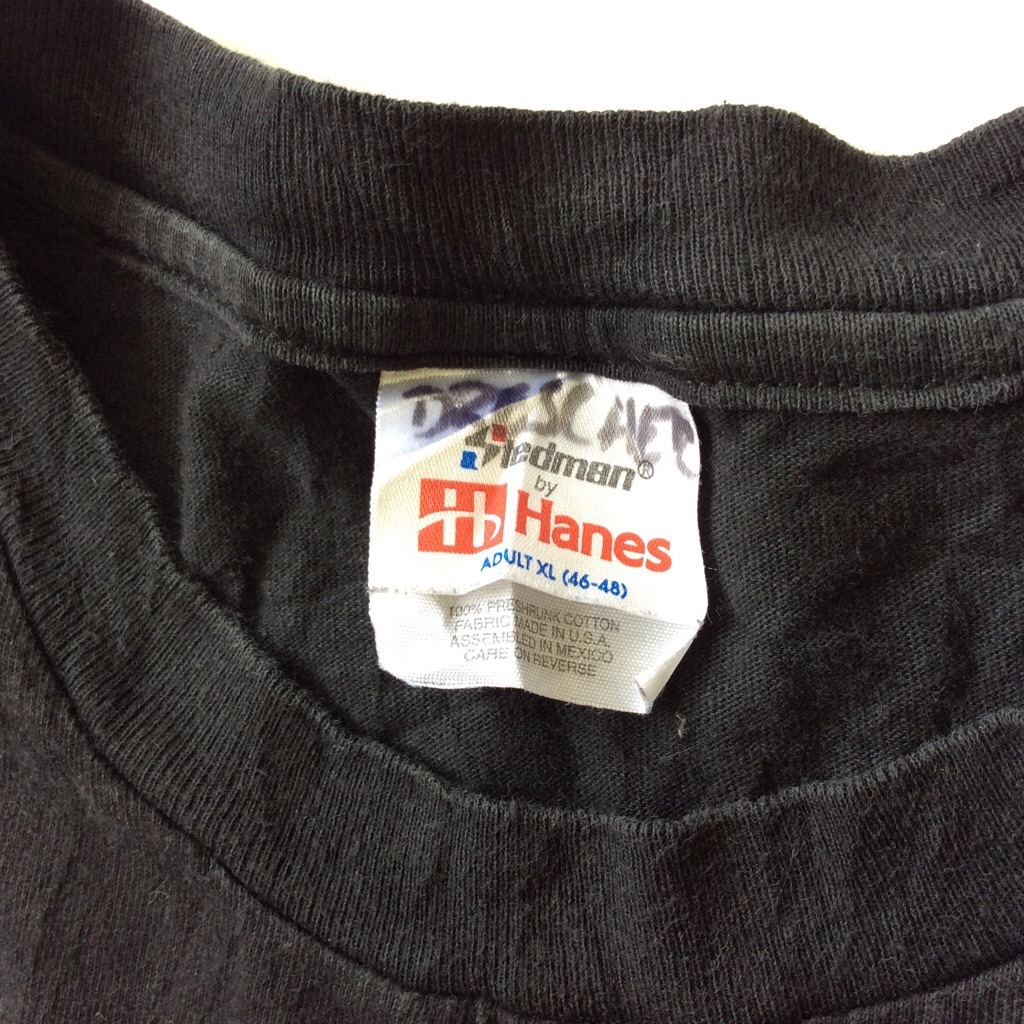 Stedman®
by
Hanes
ADULT XL (46-48)
100% PRESHRUNK COTTON
FABRIC MADE IN U.S.A.
ASSEMBLED IN MEXICO
CARE ON REVERSE